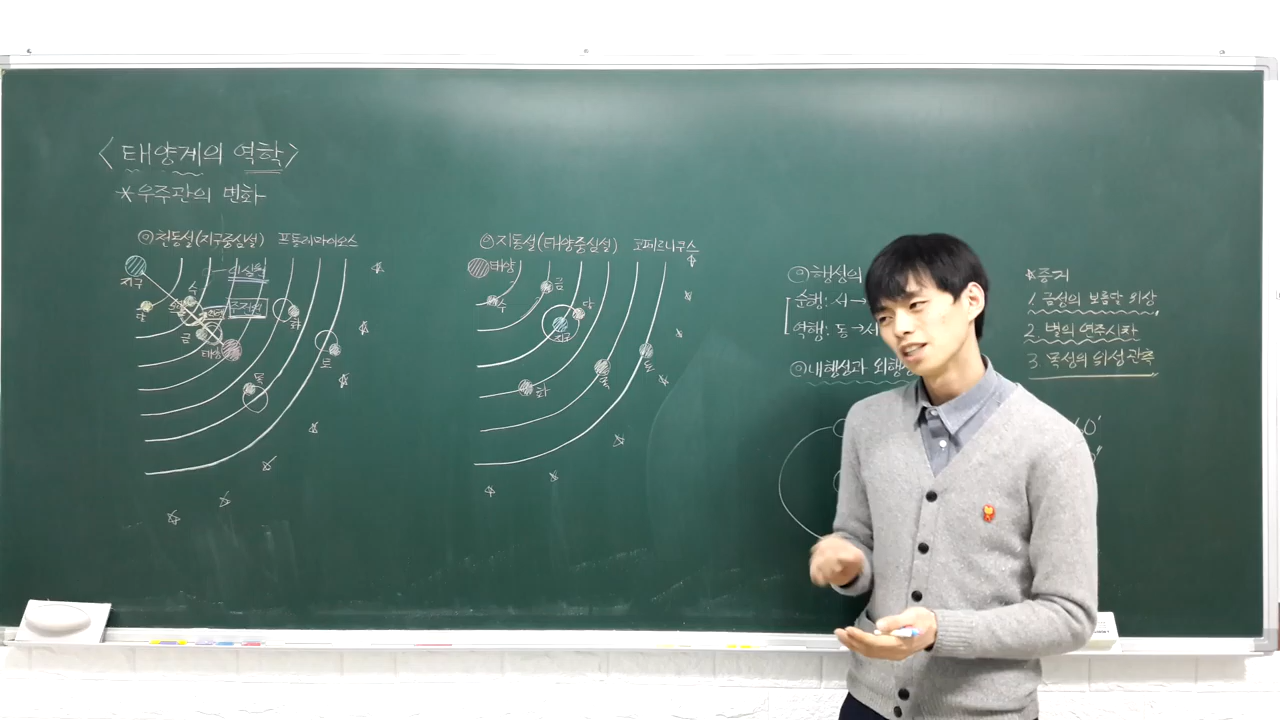 <태양계의 역학>
*우주관의 변화
◎천동설(지구중심설) 프톨레마이오스
지구
이심원
수
주전원
달
화
금
태양
토
목
◎지동설(태양중심설) 코페르니쿠스
태양
수
금
달
지구
화
목
토
◎행성의
순행: 서→
역행: 동→서
◎내행성과 외행성
*증거
1. 금성의 보름달 위상
2. 별의 연주시차
3. 목성의 위성관측